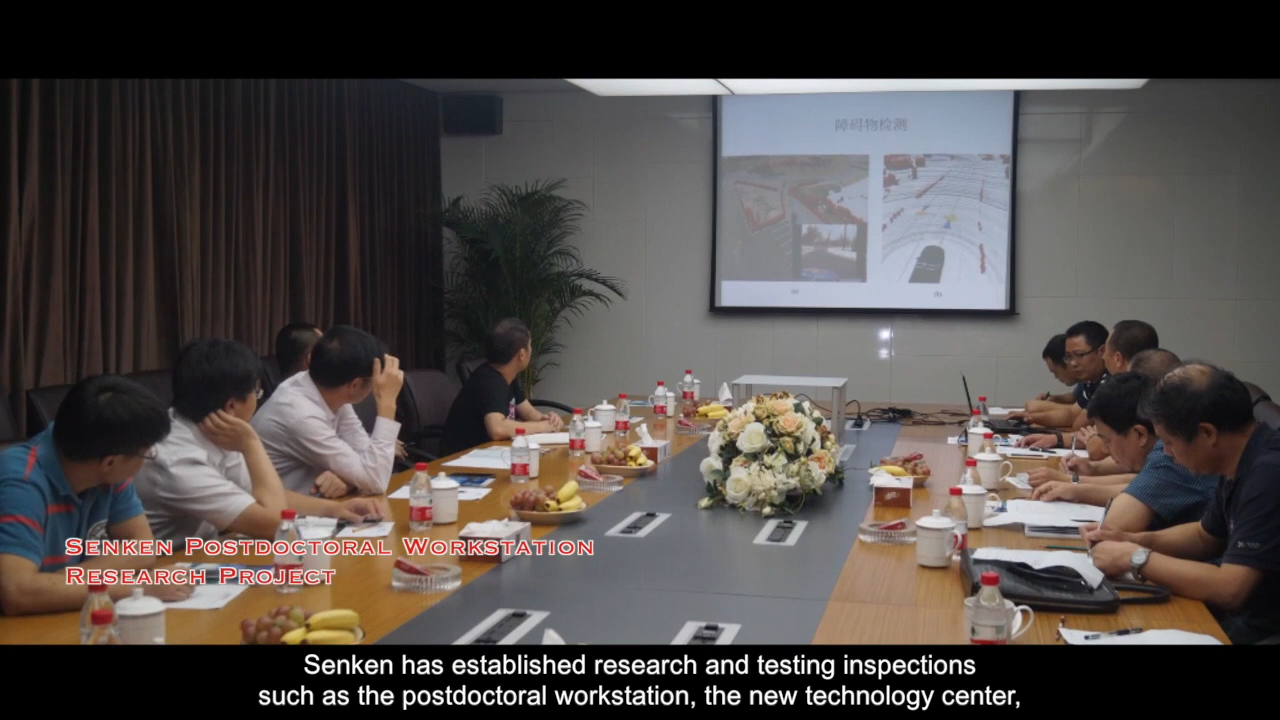 障碍物检测
SENKEN POSTDOCTORAL WORKSTATION
RESEARCH PROJECT
Senken has established research and testing inspections
such as the postdoctoral workstation, the new technology center,